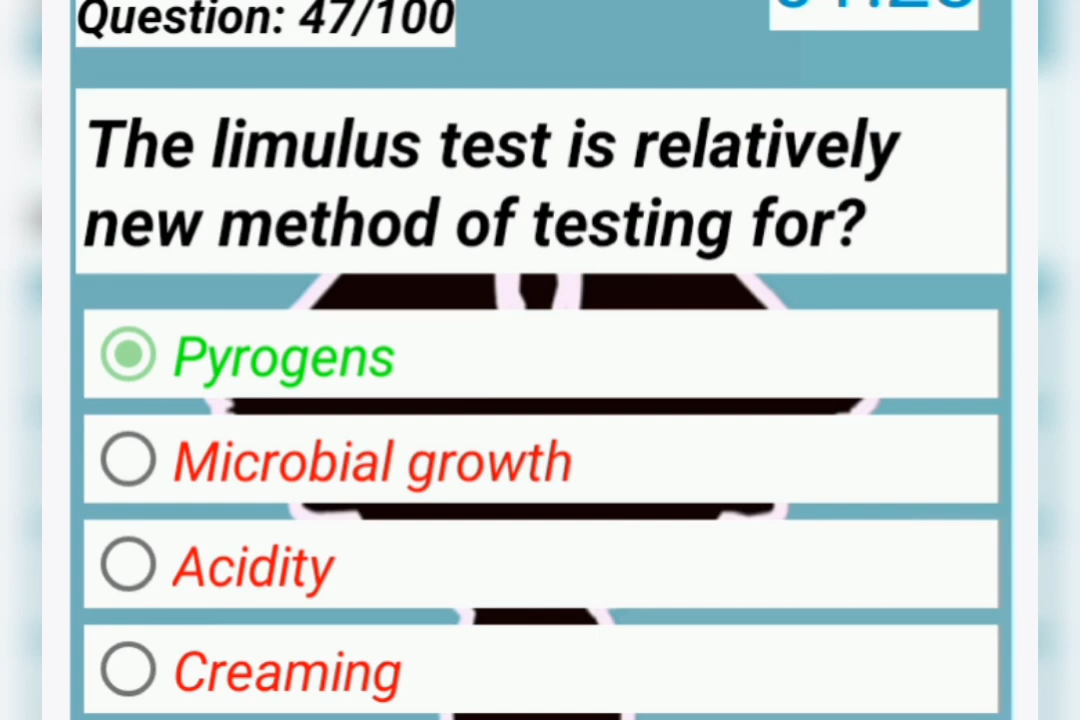 Question: 47/100
The limulus test is relatively
new method of testing for?
Pyrogens
Microbial growth
Acidity
Creaming